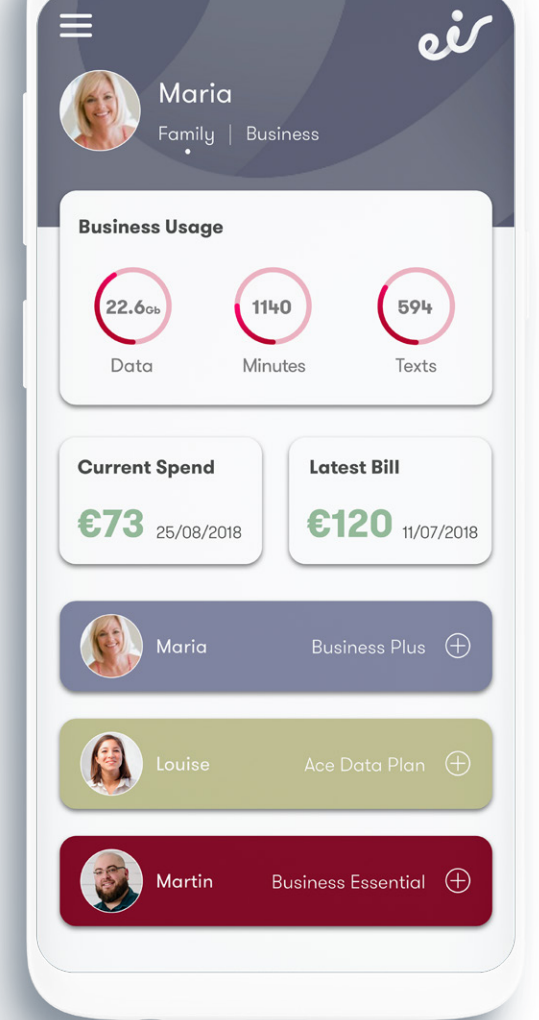 eir
Maria
Family | Business
Business Usage
22.6Gb 1140 594
Data Minutes Texts
Current Spend
€73 25/08/2018
Latest Bill
€120 11/07/2018
Maria Business Plus
Louise Ace Data Plan
Martin Business Essential